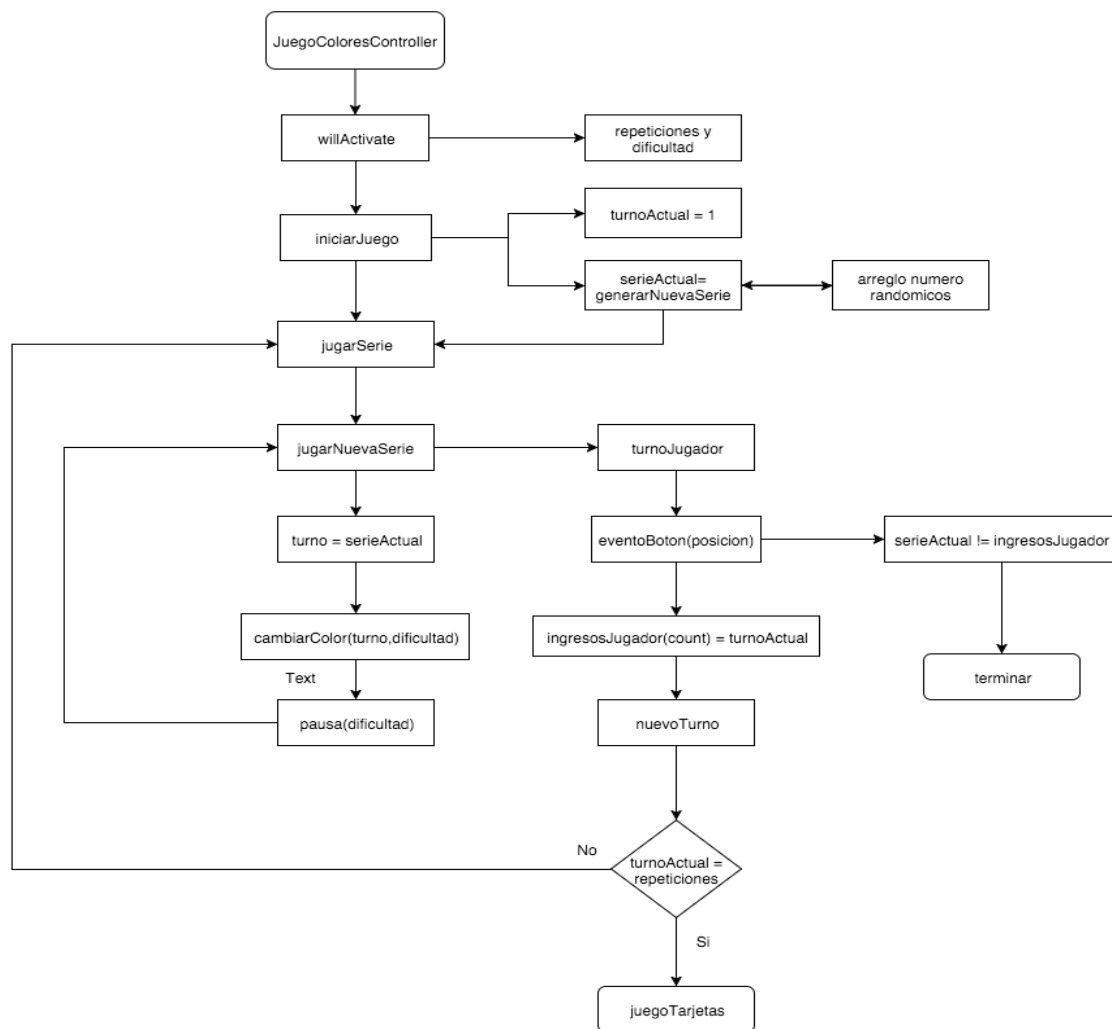 JuegoColoresController
willActivate
repeticiones y
dificultad
turnoActual = 1
iniciarJuego
serieActual=
generarNuevaSerie
arreglo numero
randomicos
jugarSerie
jugarNuevaSerie
turnoJugador
turno = serieActual
eventoBoton(posicion)
serieActual != ingresosJugador
cambiarColor(turno,dificultad)
ingresosJugador(count) = turnoActual
Text
terminar
pausa(dificultad)
nuevoTurno
No
turnoActual =
repeticiones
Si
juegoTarjetas